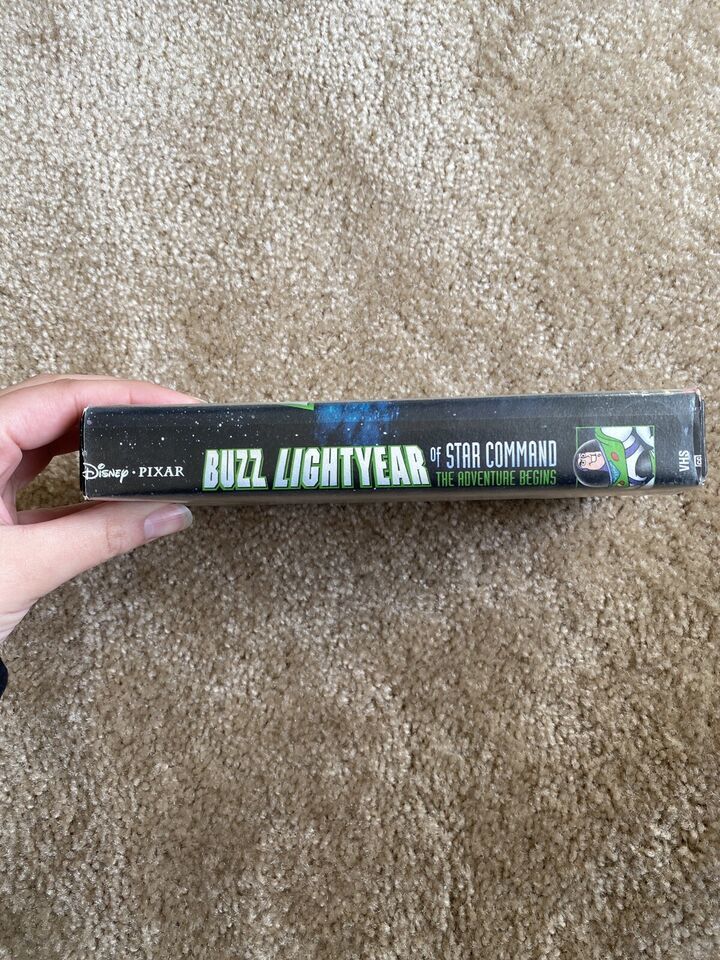 Disney · PIXAR
BUZZ LIGHTYEAR
OF STAR COMMAND
THE ADVENTURE BEGINS
VHS